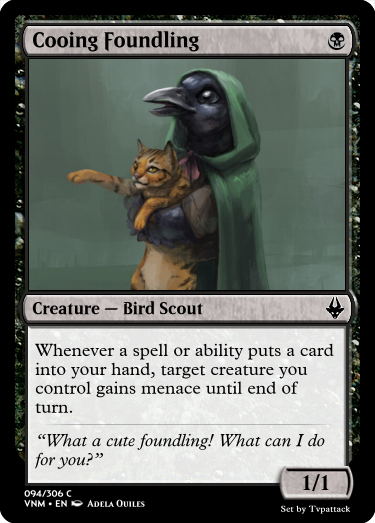 Cooing Foundling
Creature — Bird Scout
Whenever a spell or ability puts a card
into your hand, target creature you
control gains menace until end of
turn.
“What a cute foundling! What can I do
for you?”
1/1
094/306 C
VNM • EN Adela Quiles
Set by Tvpattack